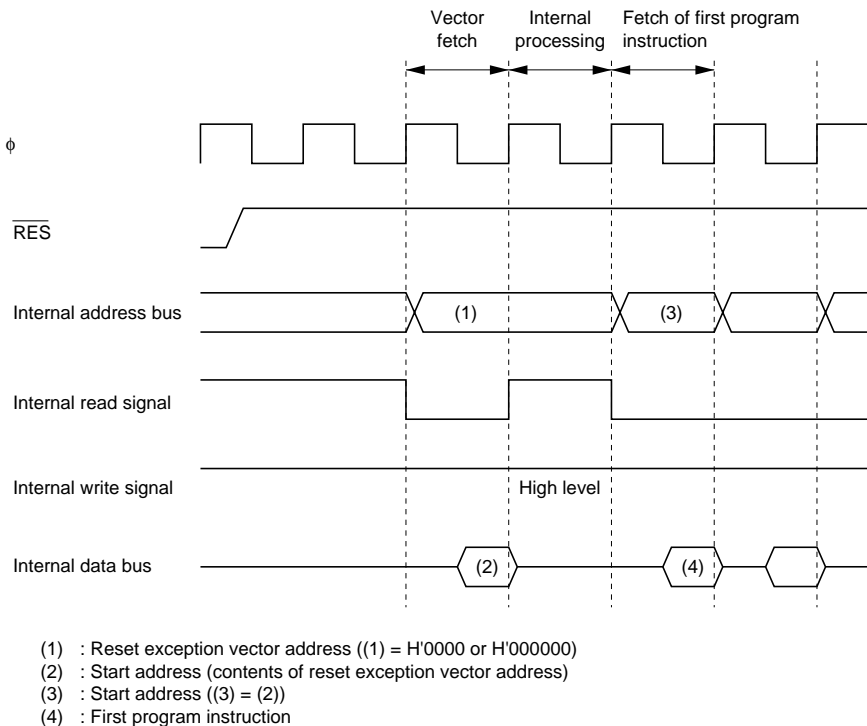 Vector fetch
Internal processing
Fetch of first program instruction
ϕ
RES
Internal address bus
(1)
(3)
Internal read signal
Internal write signal
High level
Internal data bus
(2)
(4)
(1) : Reset exception vector address ((1) = H'0000 or H'000000)
(2) : Start address (contents of reset exception vector address)
(3) : Start address ((3) = (2))
(4) : First program instruction